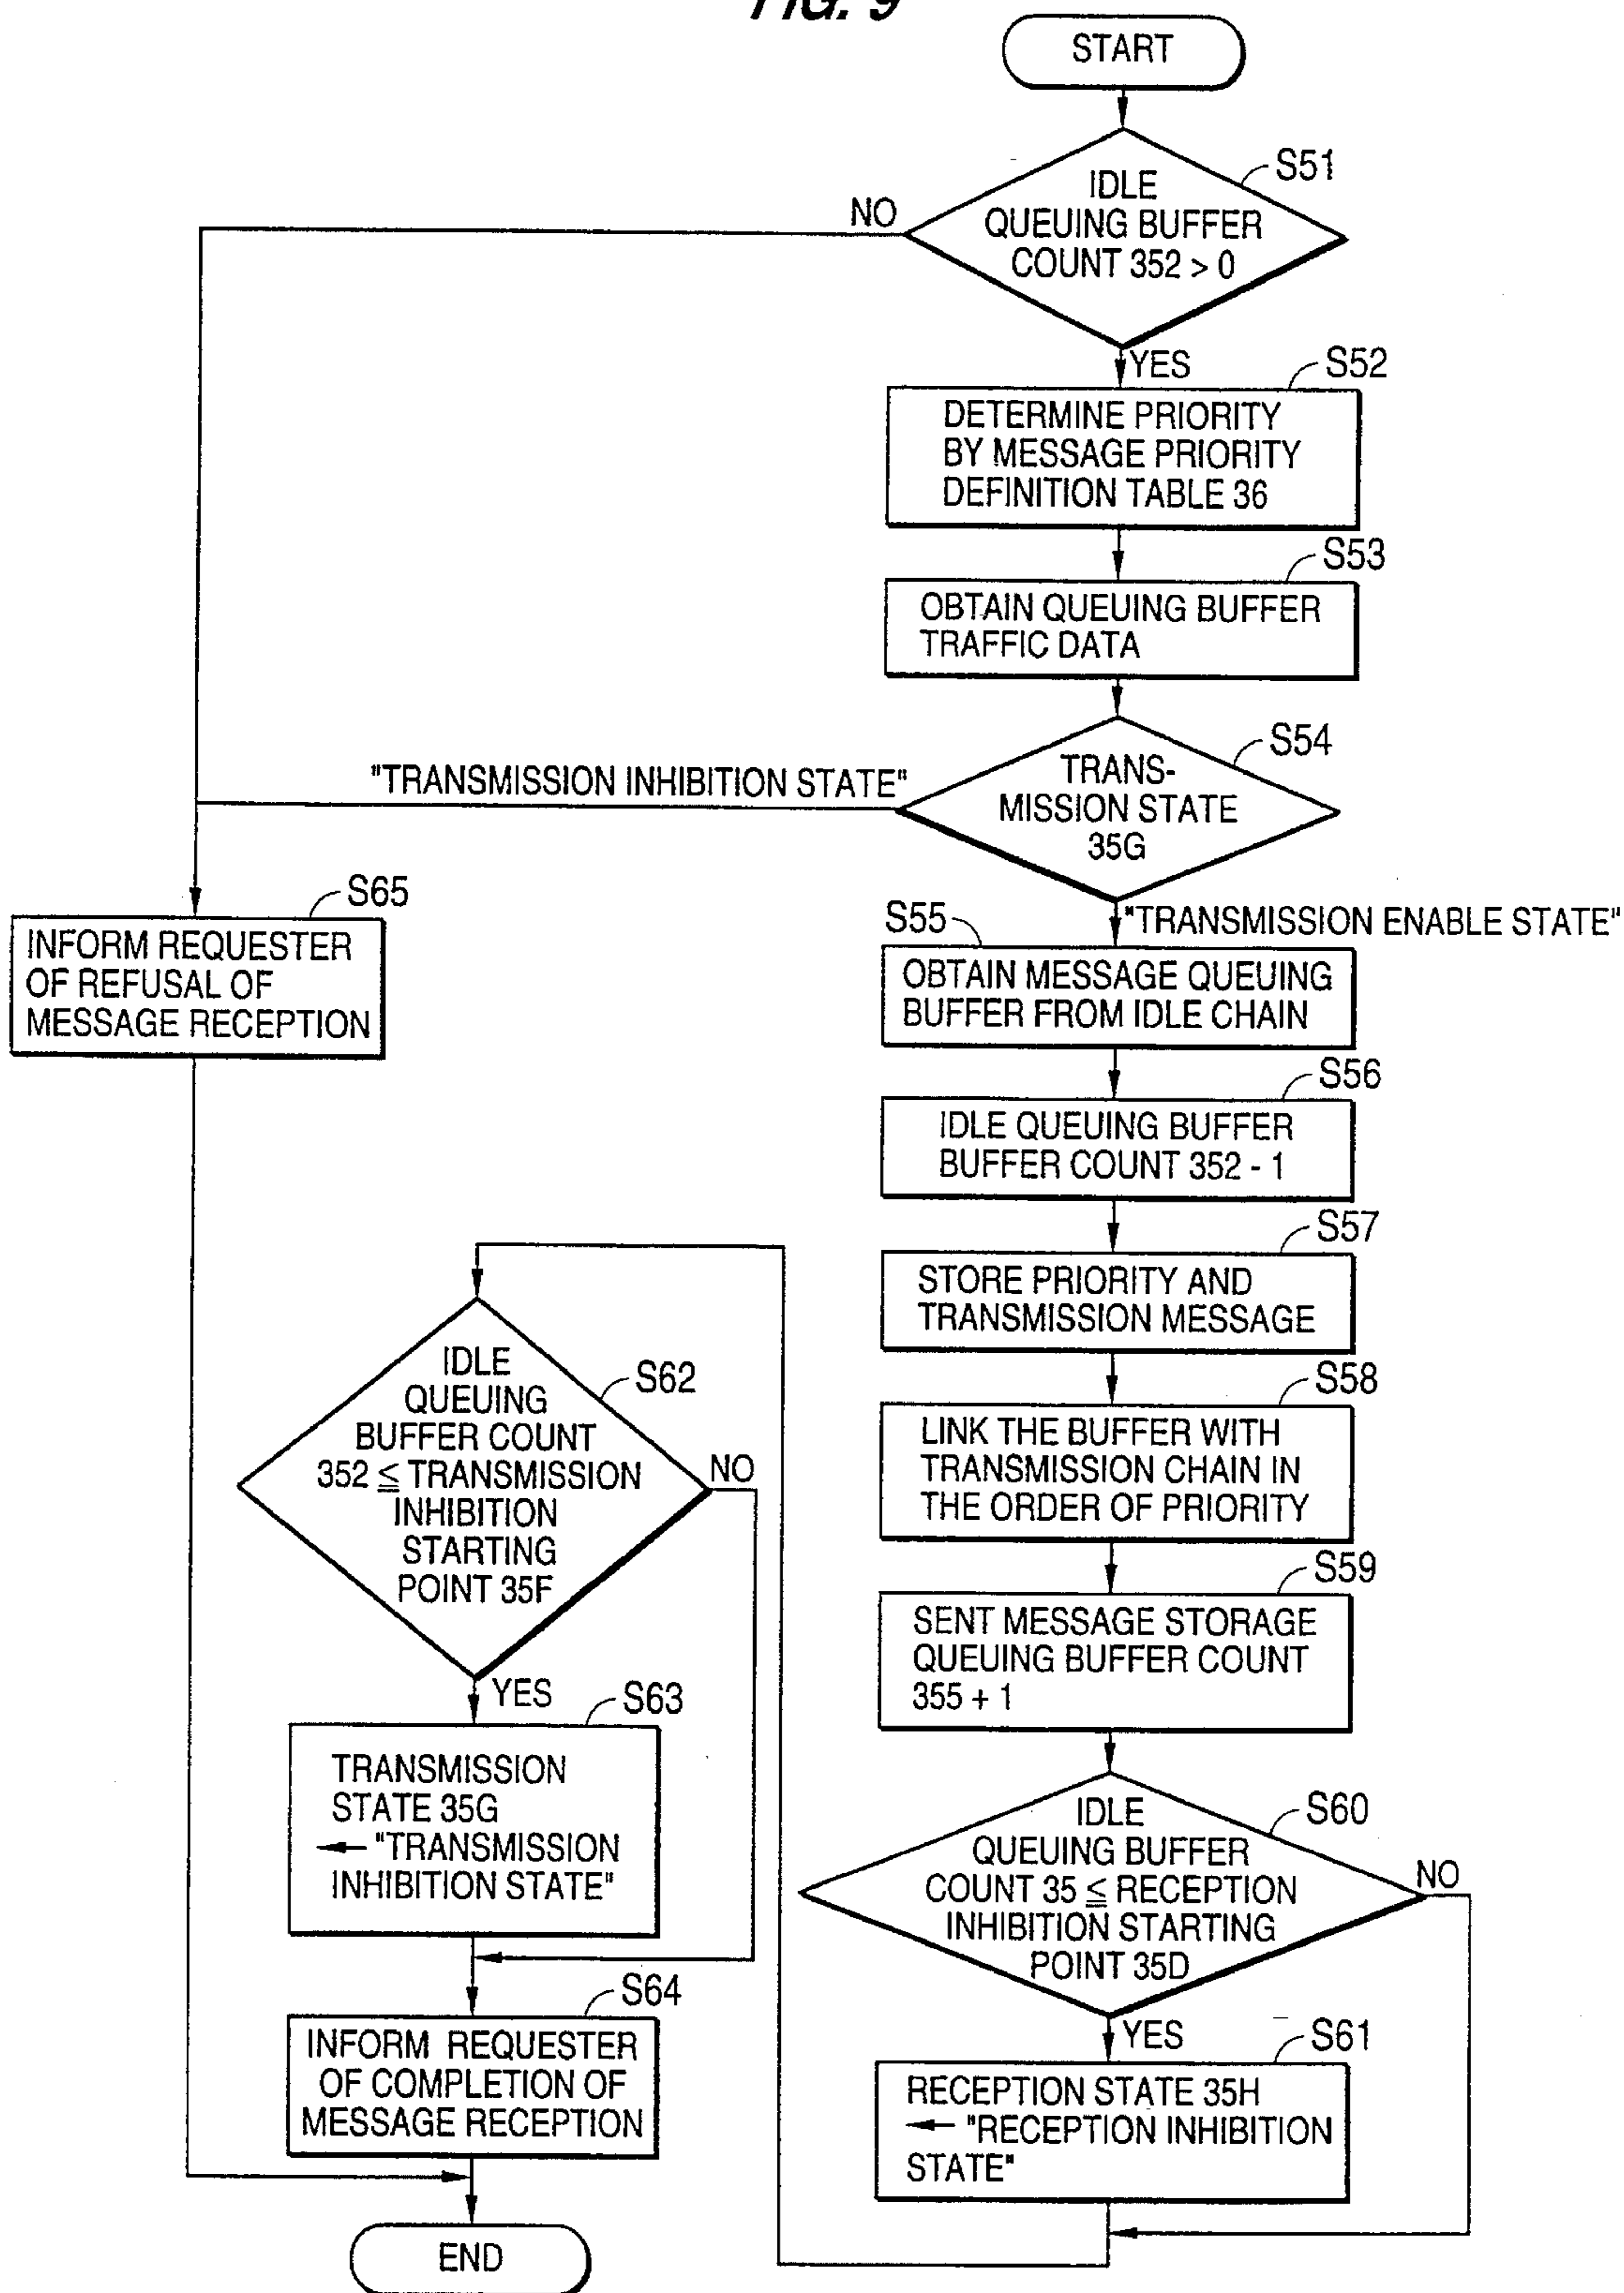 FIG. 9
START
S51
IDLE
QUEUING BUFFER
COUNT 352 > 0
NO
YES
S52
DETERMINE PRIORITY
BY MESSAGE PRIORITY
DEFINITION TABLE 36
S53
OBTAIN QUEUING BUFFER
TRAFFIC DATA
S54
TRANS-
MISSION STATE
35G
"TRANSMISSION INHIBITION STATE"
"TRANSMISSION ENABLE STATE"
S65
INFORM REQUESTER
OF REFUSAL OF
MESSAGE RECEPTION
S55
OBTAIN MESSAGE QUEUING
BUFFER FROM IDLE CHAIN
S56
IDLE QUEUING BUFFER
BUFFER COUNT 352 - 1
S57
STORE PRIORITY AND
TRANSMISSION MESSAGE
S58
LINK THE BUFFER WITH
TRANSMISSION CHAIN IN
THE ORDER OF PRIORITY
S59
SENT MESSAGE STORAGE
QUEUING BUFFER COUNT
355 + 1
S60
IDLE
QUEUING BUFFER
COUNT 35 ≦ RECEPTION
INHIBITION STARTING
POINT 35D
NO
YES
S61
RECEPTION STATE 35H
← "RECEPTION INHIBITION
STATE"
S62
IDLE
QUEUING
BUFFER COUNT
352 ≦ TRANSMISSION
INHIBITION
STARTING
POINT 35F
NO
YES
S63
TRANSMISSION
STATE 35G
← "TRANSMISSION
INHIBITION STATE"
S64
INFORM REQUESTER
OF COMPLETION OF
MESSAGE RECEPTION
END